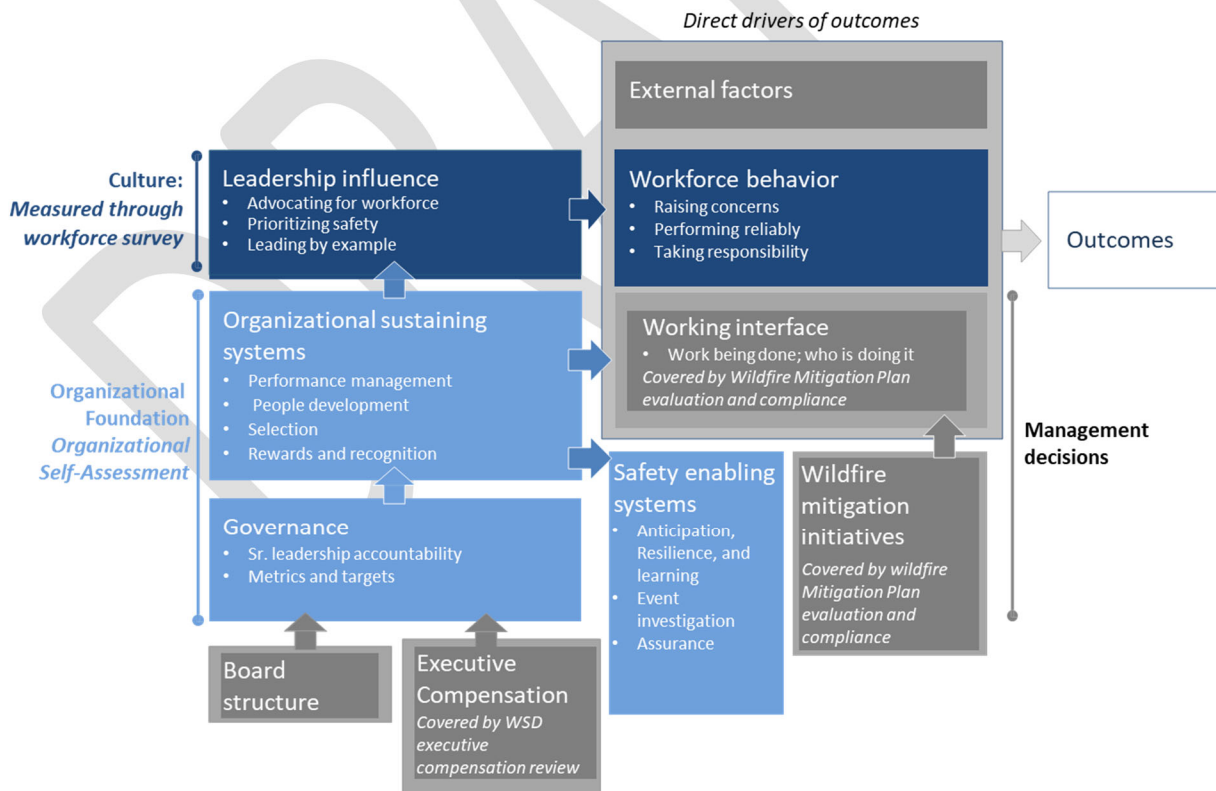 Direct drivers of outcomes
External factors
Culture:
Measured through
workforce survey
Leadership influence
• Advocating for workforce
• Prioritizing safety
• Leading by example
Workforce behavior
• Raising concerns
• Performing reliably
• Taking responsibility
Outcomes
Organizational
Foundation
Organizational
Self-Assessment
Organizational sustaining
systems
• Performance management
• People development
• Selection
• Rewards and recognition
Working interface
• Work being done; who is doing it
Covered by Wildfire Mitigation Plan
evaluation and compliance
Management
decisions
Governance
• Sr. leadership accountability
• Metrics and targets
Safety enabling
systems
• Anticipation,
Resilience, and
learning
• Event
investigation
• Assurance
Wildfire
mitigation
initiatives
Covered by wildfire
Mitigation Plan
evaluation and
compliance
Board
structure
Executive
Compensation
Covered by WSD
executive
compensation review